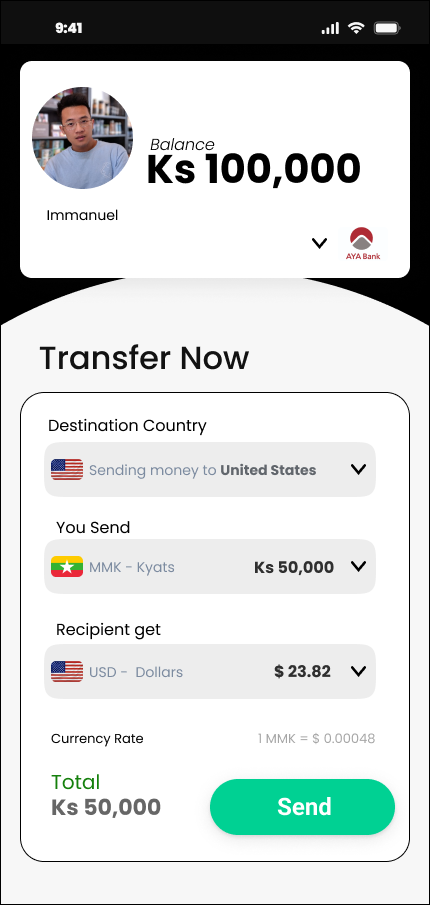 9:41
Balance
Ks 100,000
Immanuel
AYA Bank
Transfer Now
Destination Country
Sending money to United States
You Send
MMK - Kyats Ks 50,000
Recipient get
USD - Dollars $ 23.82
Currency Rate 1 MMK = $ 0.00048
Total
Ks 50,000
Send